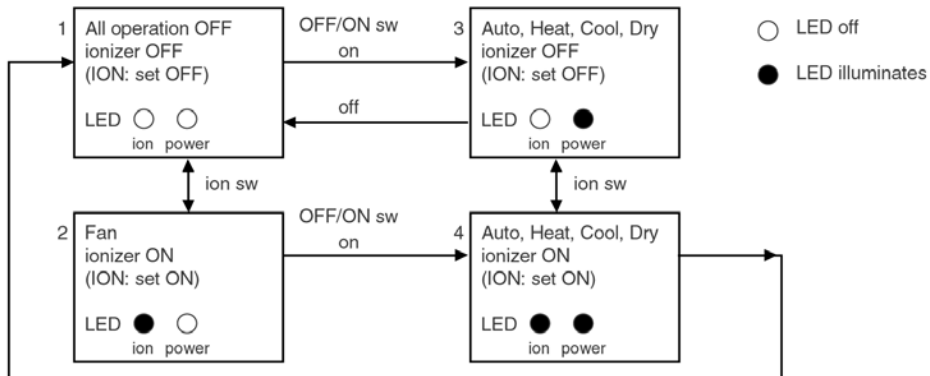 1
All operation OFF
ionizer OFF
(ION: set OFF)
LED
ion power
OFF/ON sw
on
off
3
Auto, Heat, Cool, Dry
ionizer OFF
(ION: set OFF)
LED
ion power
LED off
LED illuminates
ion sw
ion sw
2
Fan
ionizer ON
(ION: set ON)
LED
ion power
OFF/ON sw
on
4
Auto, Heat, Cool, Dry
ionizer ON
(ION: set ON)
LED
ion power